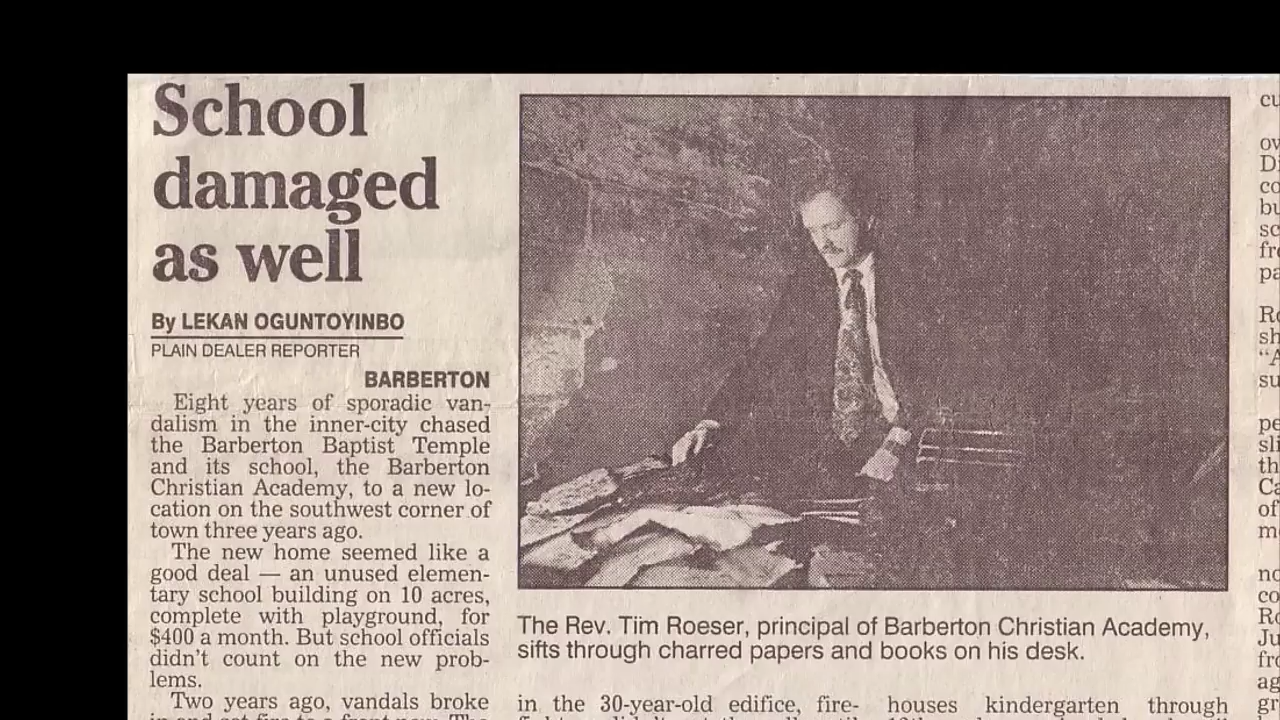 School
damaged
as well
By LEKAN OGUNTOYINBO
PLAIN DEALER REPORTER
BARBERTON
Eight years of sporadic van-
dalism in the inner-city chased
the Barberton Baptist Temple
and its school, the Barberton
Christian Academy, to a new lo-
cation on the southwest corner of
town three years ago.
The new home seemed like a
good deal — an unused elemen-
tary school building on 10 acres,
complete with playground, for
$400 a month. But school officials
didn't count on the new prob-
lems.
Two years ago, vandals broke
The Rev. Tim Roeser, principal of Barberton Christian Academy,
sifts through charred papers and books on his desk.
in the 30-year-old edifice, fire-
houses kindergarten through